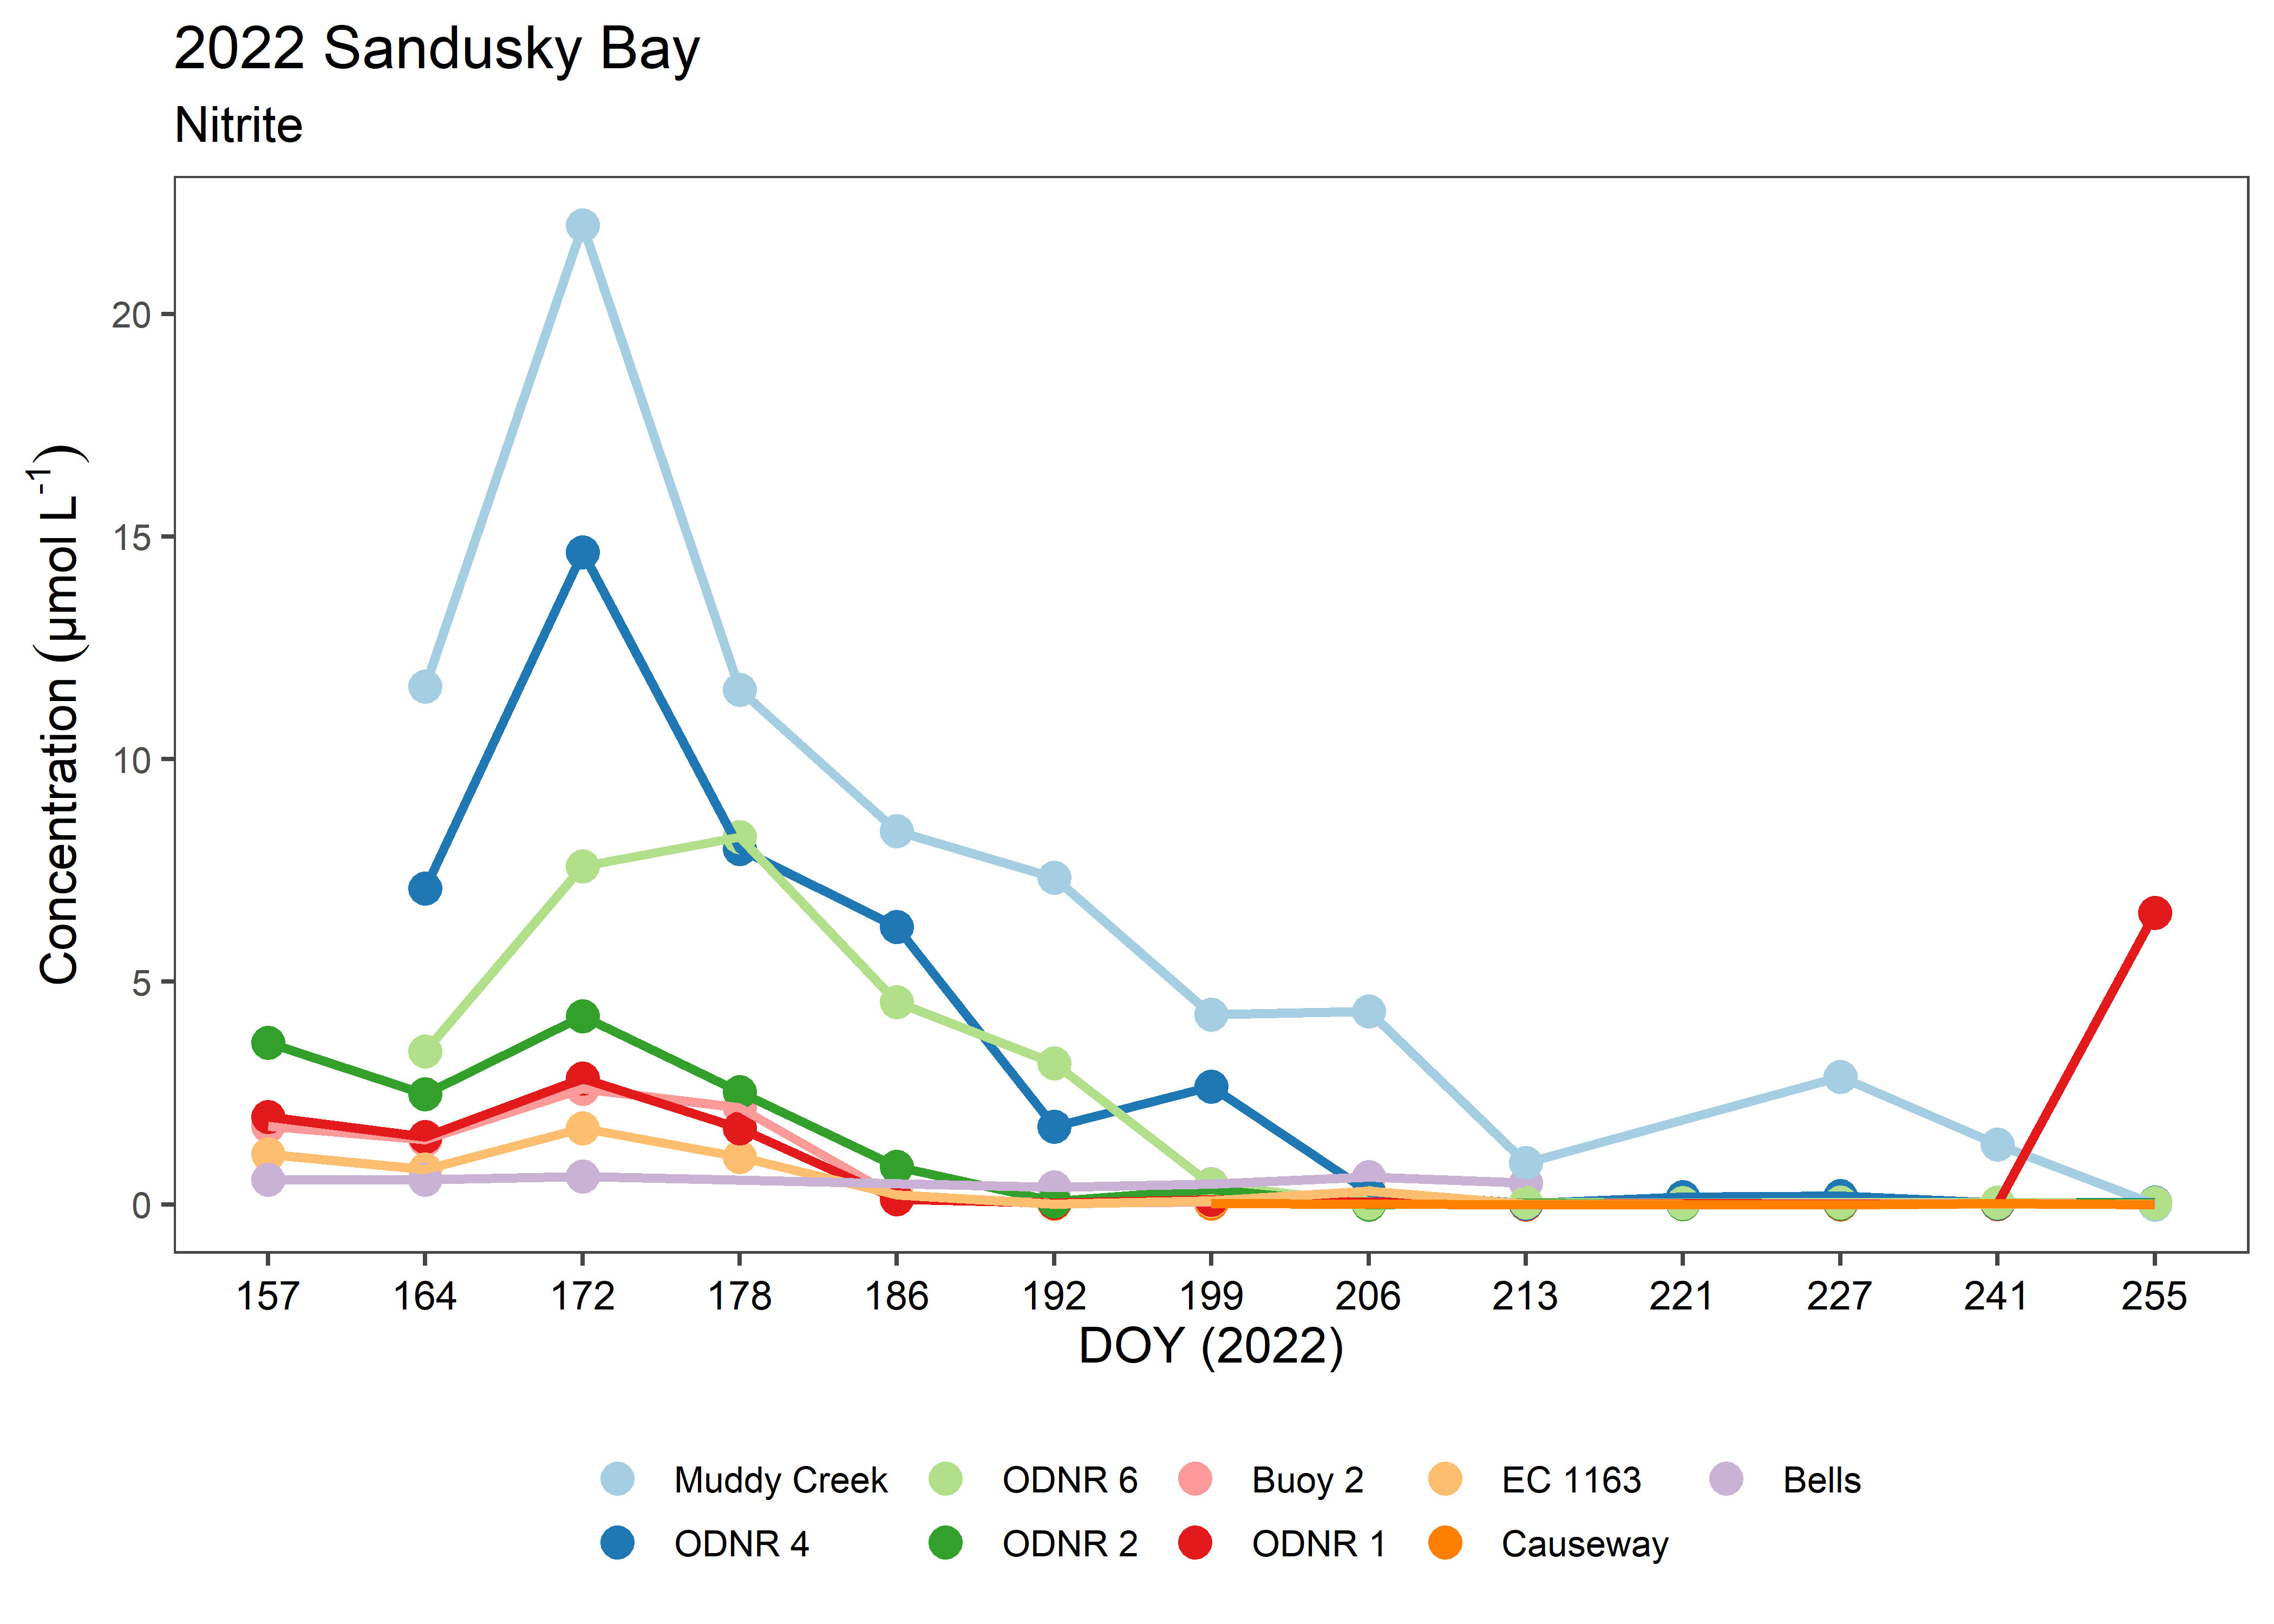 2022 Sandusky Bay
Nitrite
Concentration (µmol L-1)
20
15
10
5
0
157 164 172 178 186 192 199 206 213 221 227 241 255
DOY (2022)
Muddy Creek ODNR 6 Buoy 2 EC 1163 Bells
ODNR 4 ODNR 2 ODNR 1 Causeway